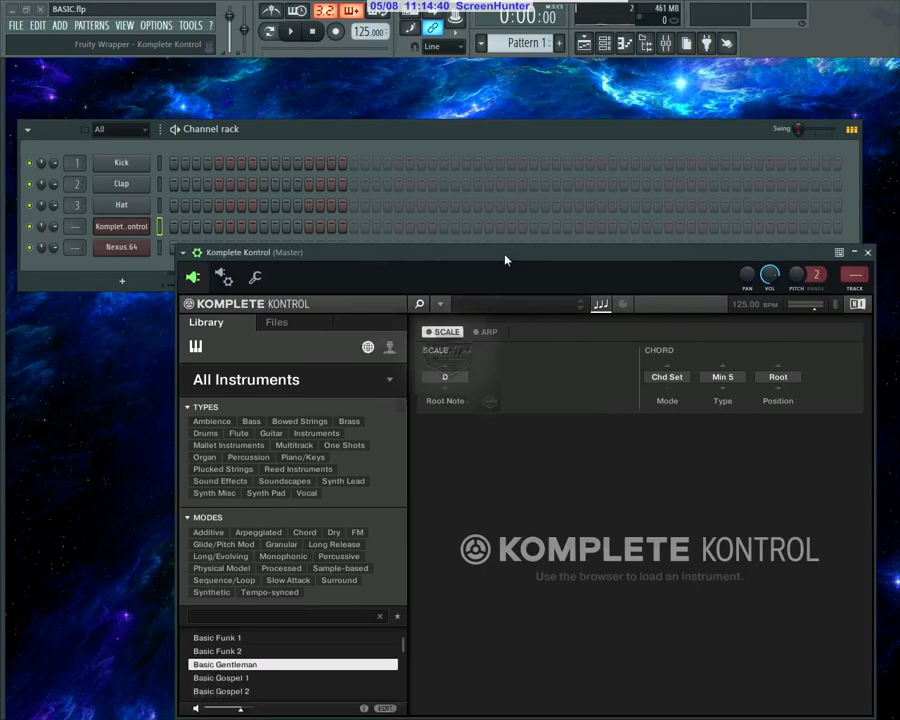 BASIC.flp
FILE EDIT ADD PATTERNS VIEW OPTIONS TOOLS ?
Fruity Wrapper - Komplete Kontrol
05/08 11:14:40 ScreenHunter
3.2
125.000
0:00:00
2
461 MB
0
Line
Pattern 1
All
Channel rack
Swing
1 Kick
2 Clap
3 Hat
--- Komplet..ontrol
--- Nexus.64
+
Komplete Kontrol (Master)
PAN VOL PITCH RANGE 2 TRACK ---
KOMPLETE KONTROL
125.00 BPM
Library Files
SCALE ARP
All Instruments
SCALE CHORD
D Chd Set Min 5 Root
Root Note Mode Type Position
TYPES
Ambience Bass Bowed Strings Brass
Drums Flute Guitar Instruments
Mallet Instruments Multitrack One Shots
Organ Percussion Piano/Keys
Plucked Strings Reed Instruments
Sound Effects Soundscapes Synth Lead
Synth Misc Synth Pad Vocal
MODES
Additive Arpeggiated Chord Dry FM
Glide/Pitch Mod Granular Long Release
Long/Evolving Monophonic Percussive
Physical Model Processed Sample-based
Sequence/Loop Slow Attack Surround
Synthetic Tempo-synced
KOMPLETE KONTROL
Use the browser to load an instrument.
Basic Funk 1
Basic Funk 2
Basic Gentleman
Basic Gospel 1
Basic Gospel 2
EDIT